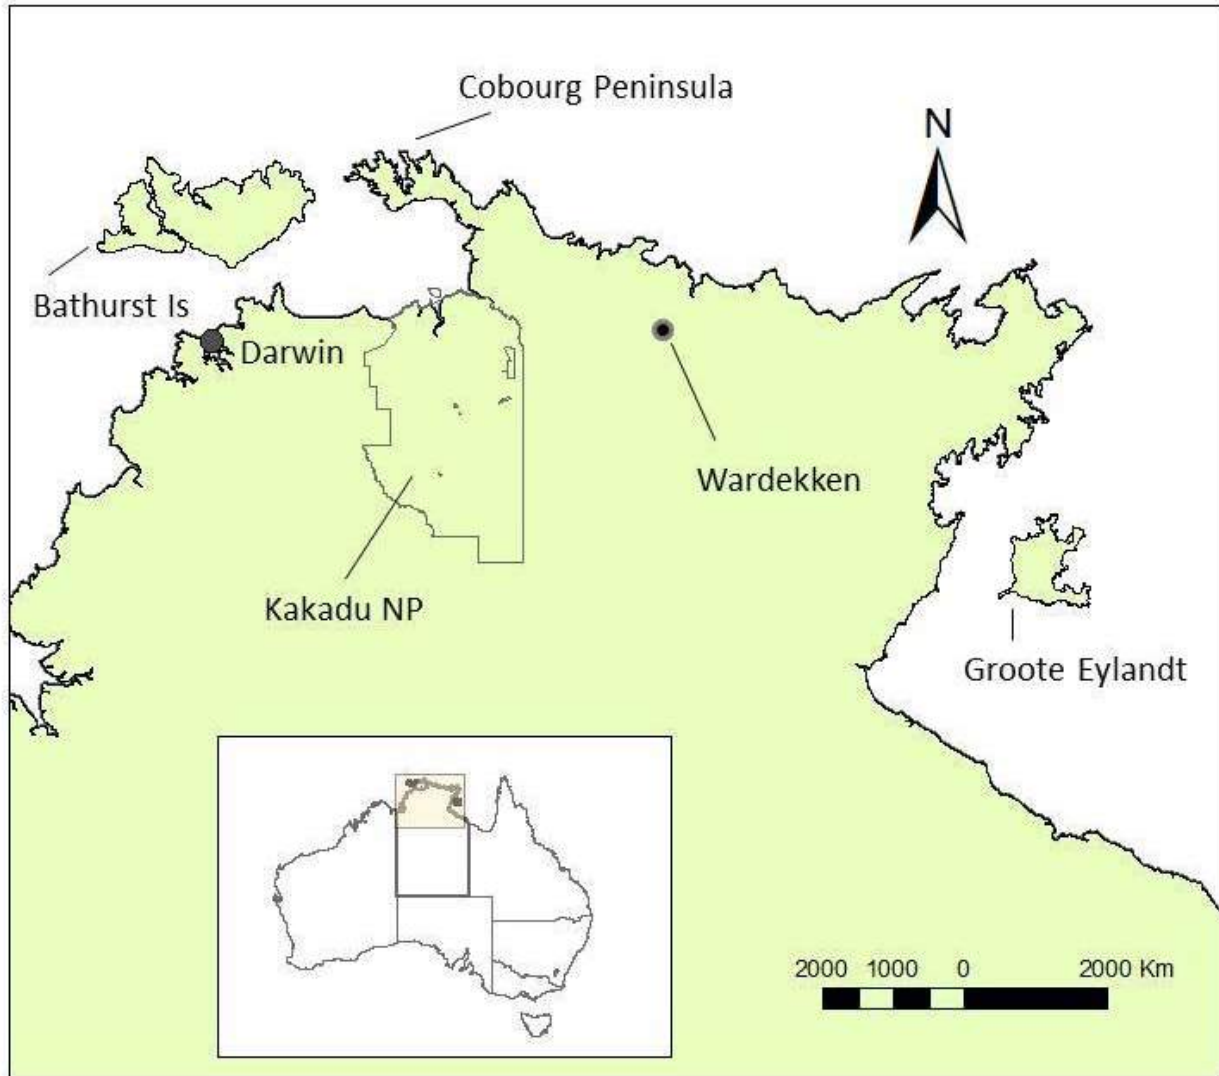 Cobourg Peninsula
N
Bathurst Is
Darwin
Wardekken
Kakadu NP
Groote Eylandt
2000 1000 0 2000 Km